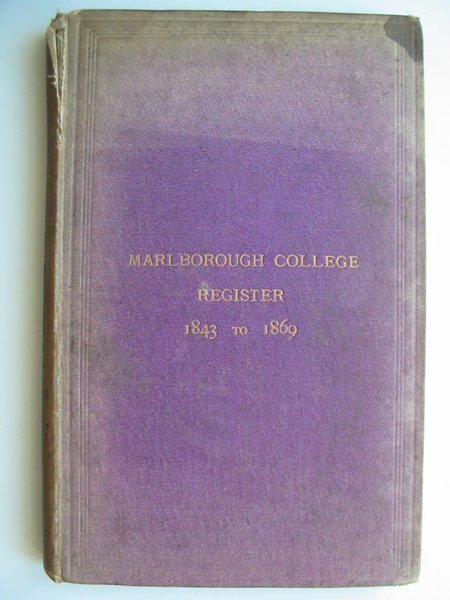 MARLBOROUGH COLLEGE
REGISTER
1843 TO 1869